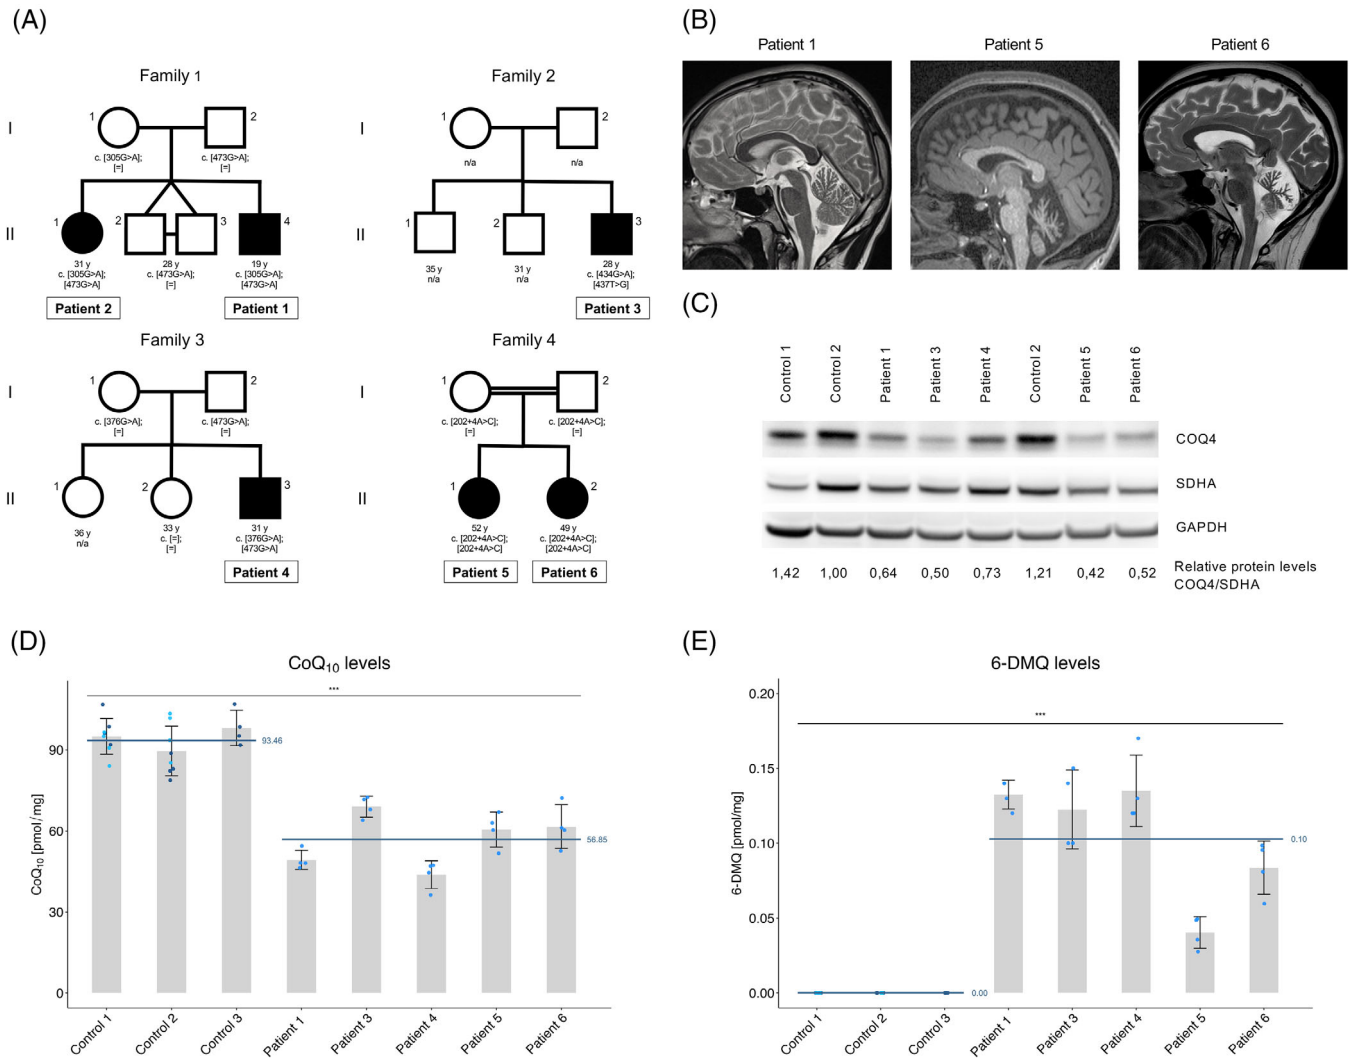 (A)
Family 1
I
1
2
c. [305G>A];
[=]
c. [473G>A];
[=]
II
1
2
3
4
31 y
c. [305G>A];
[473G>A]
28 y
c. [473G>A];
[=]
19 y
c. [305G>A];
[473G>A]
Patient 2
Patient 1
Family 2
I
1
2
n/a
n/a
II
1
2
3
35 y
n/a
31 y
n/a
28 y
c. [434G>A];
[437T>G]
Patient 3
Family 3
I
1
2
c. [376G>A];
[=]
c. [473G>A];
[=]
II
1
2
3
36 y
n/a
33 y
c. [=];
[=]
31 y
c. [376G>A];
[473G>A]
Patient 4
Family 4
I
1
2
c. [202+4A>C];
[=]
c. [202+4A>C];
[=]
II
1
2
52 y
c. [202+4A>C];
[202+4A>C]
49 y
c. [202+4A>C];
[202+4A>C]
Patient 5
Patient 6
(B)
Patient 1
Patient 5
Patient 6
(C)
Control 1
Control 2
Patient 1
Patient 3
Patient 4
Control 2
Patient 5
Patient 6
COQ4
SDHA
GAPDH
1,42 1,00 0,64 0,50 0,73 1,21 0,42 0,52
Relative protein levels
COQ4/SDHA
(D)
CoQ10 levels
***
93.46
56.85
CoQ10 [pmol/mg]
90
60
30
0
Control 1
Control 2
Control 3
Patient 1
Patient 3
Patient 4
Patient 5
Patient 6
(E)
6-DMQ levels
***
0.10
0.00
6-DMQ [pmol/mg]
0.20
0.15
0.10
0.05
0.00
Control 1
Control 2
Control 3
Patient 1
Patient 3
Patient 4
Patient 5
Patient 6